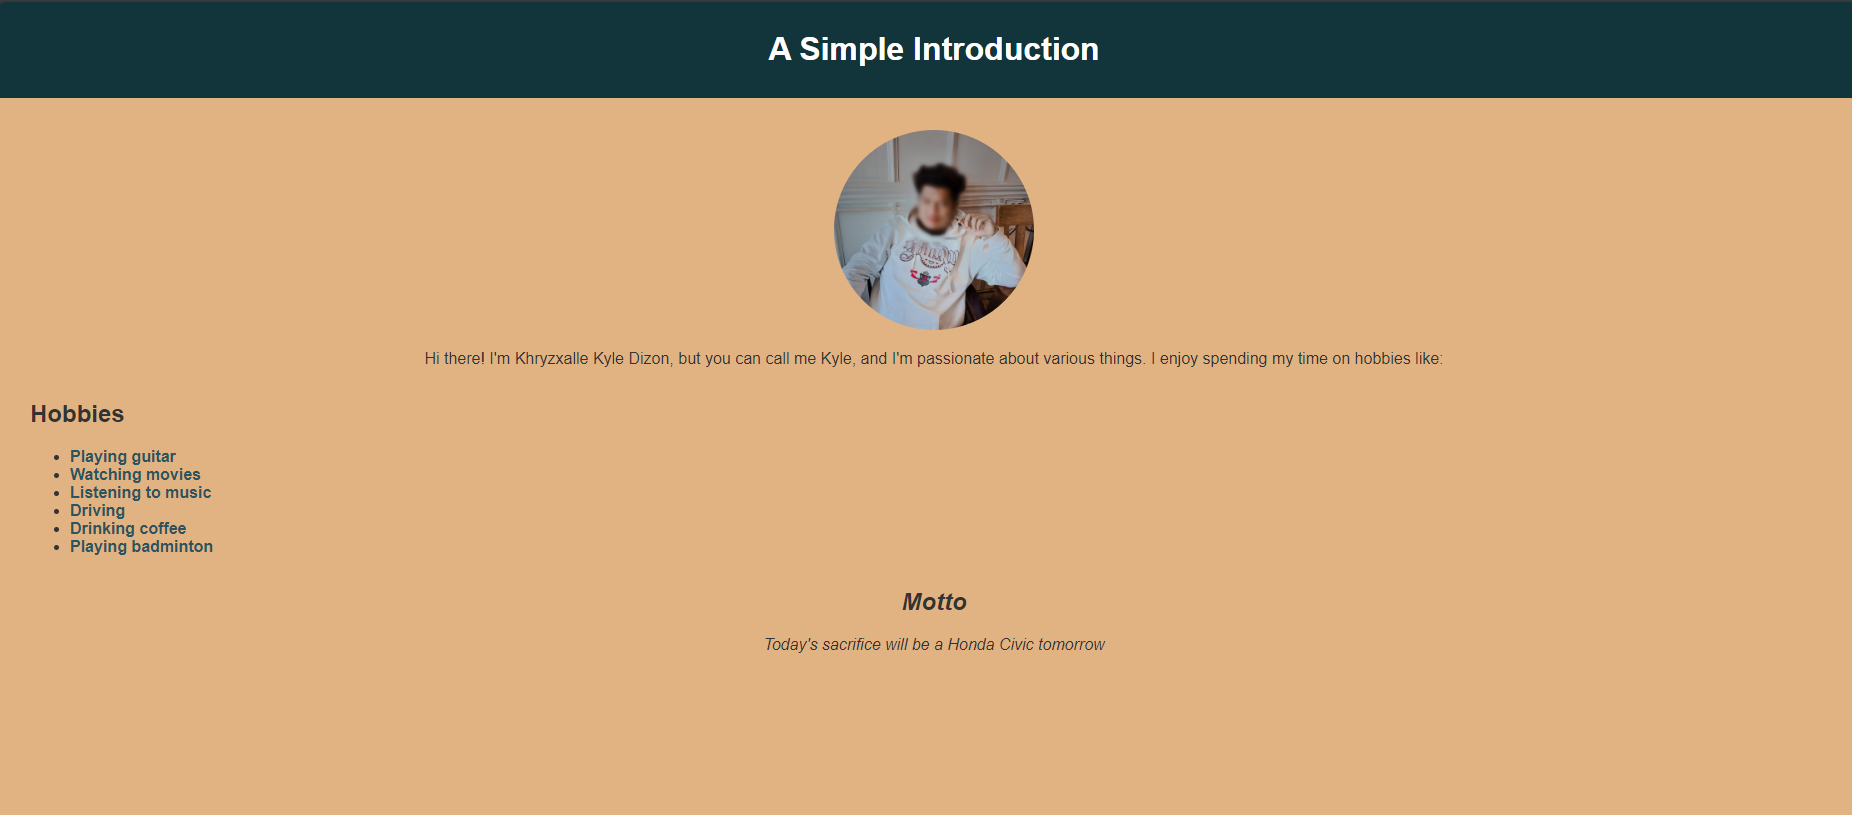 A Simple Introduction
Hi there! I'm Khryzxalle Kyle Dizon, but you can call me Kyle, and I'm passionate about various things. I enjoy spending my time on hobbies like:
Hobbies
Playing guitar
Watching movies
Listening to music
Driving
Drinking coffee
Playing badminton
Motto
Today's sacrifice will be a Honda Civic tomorrow